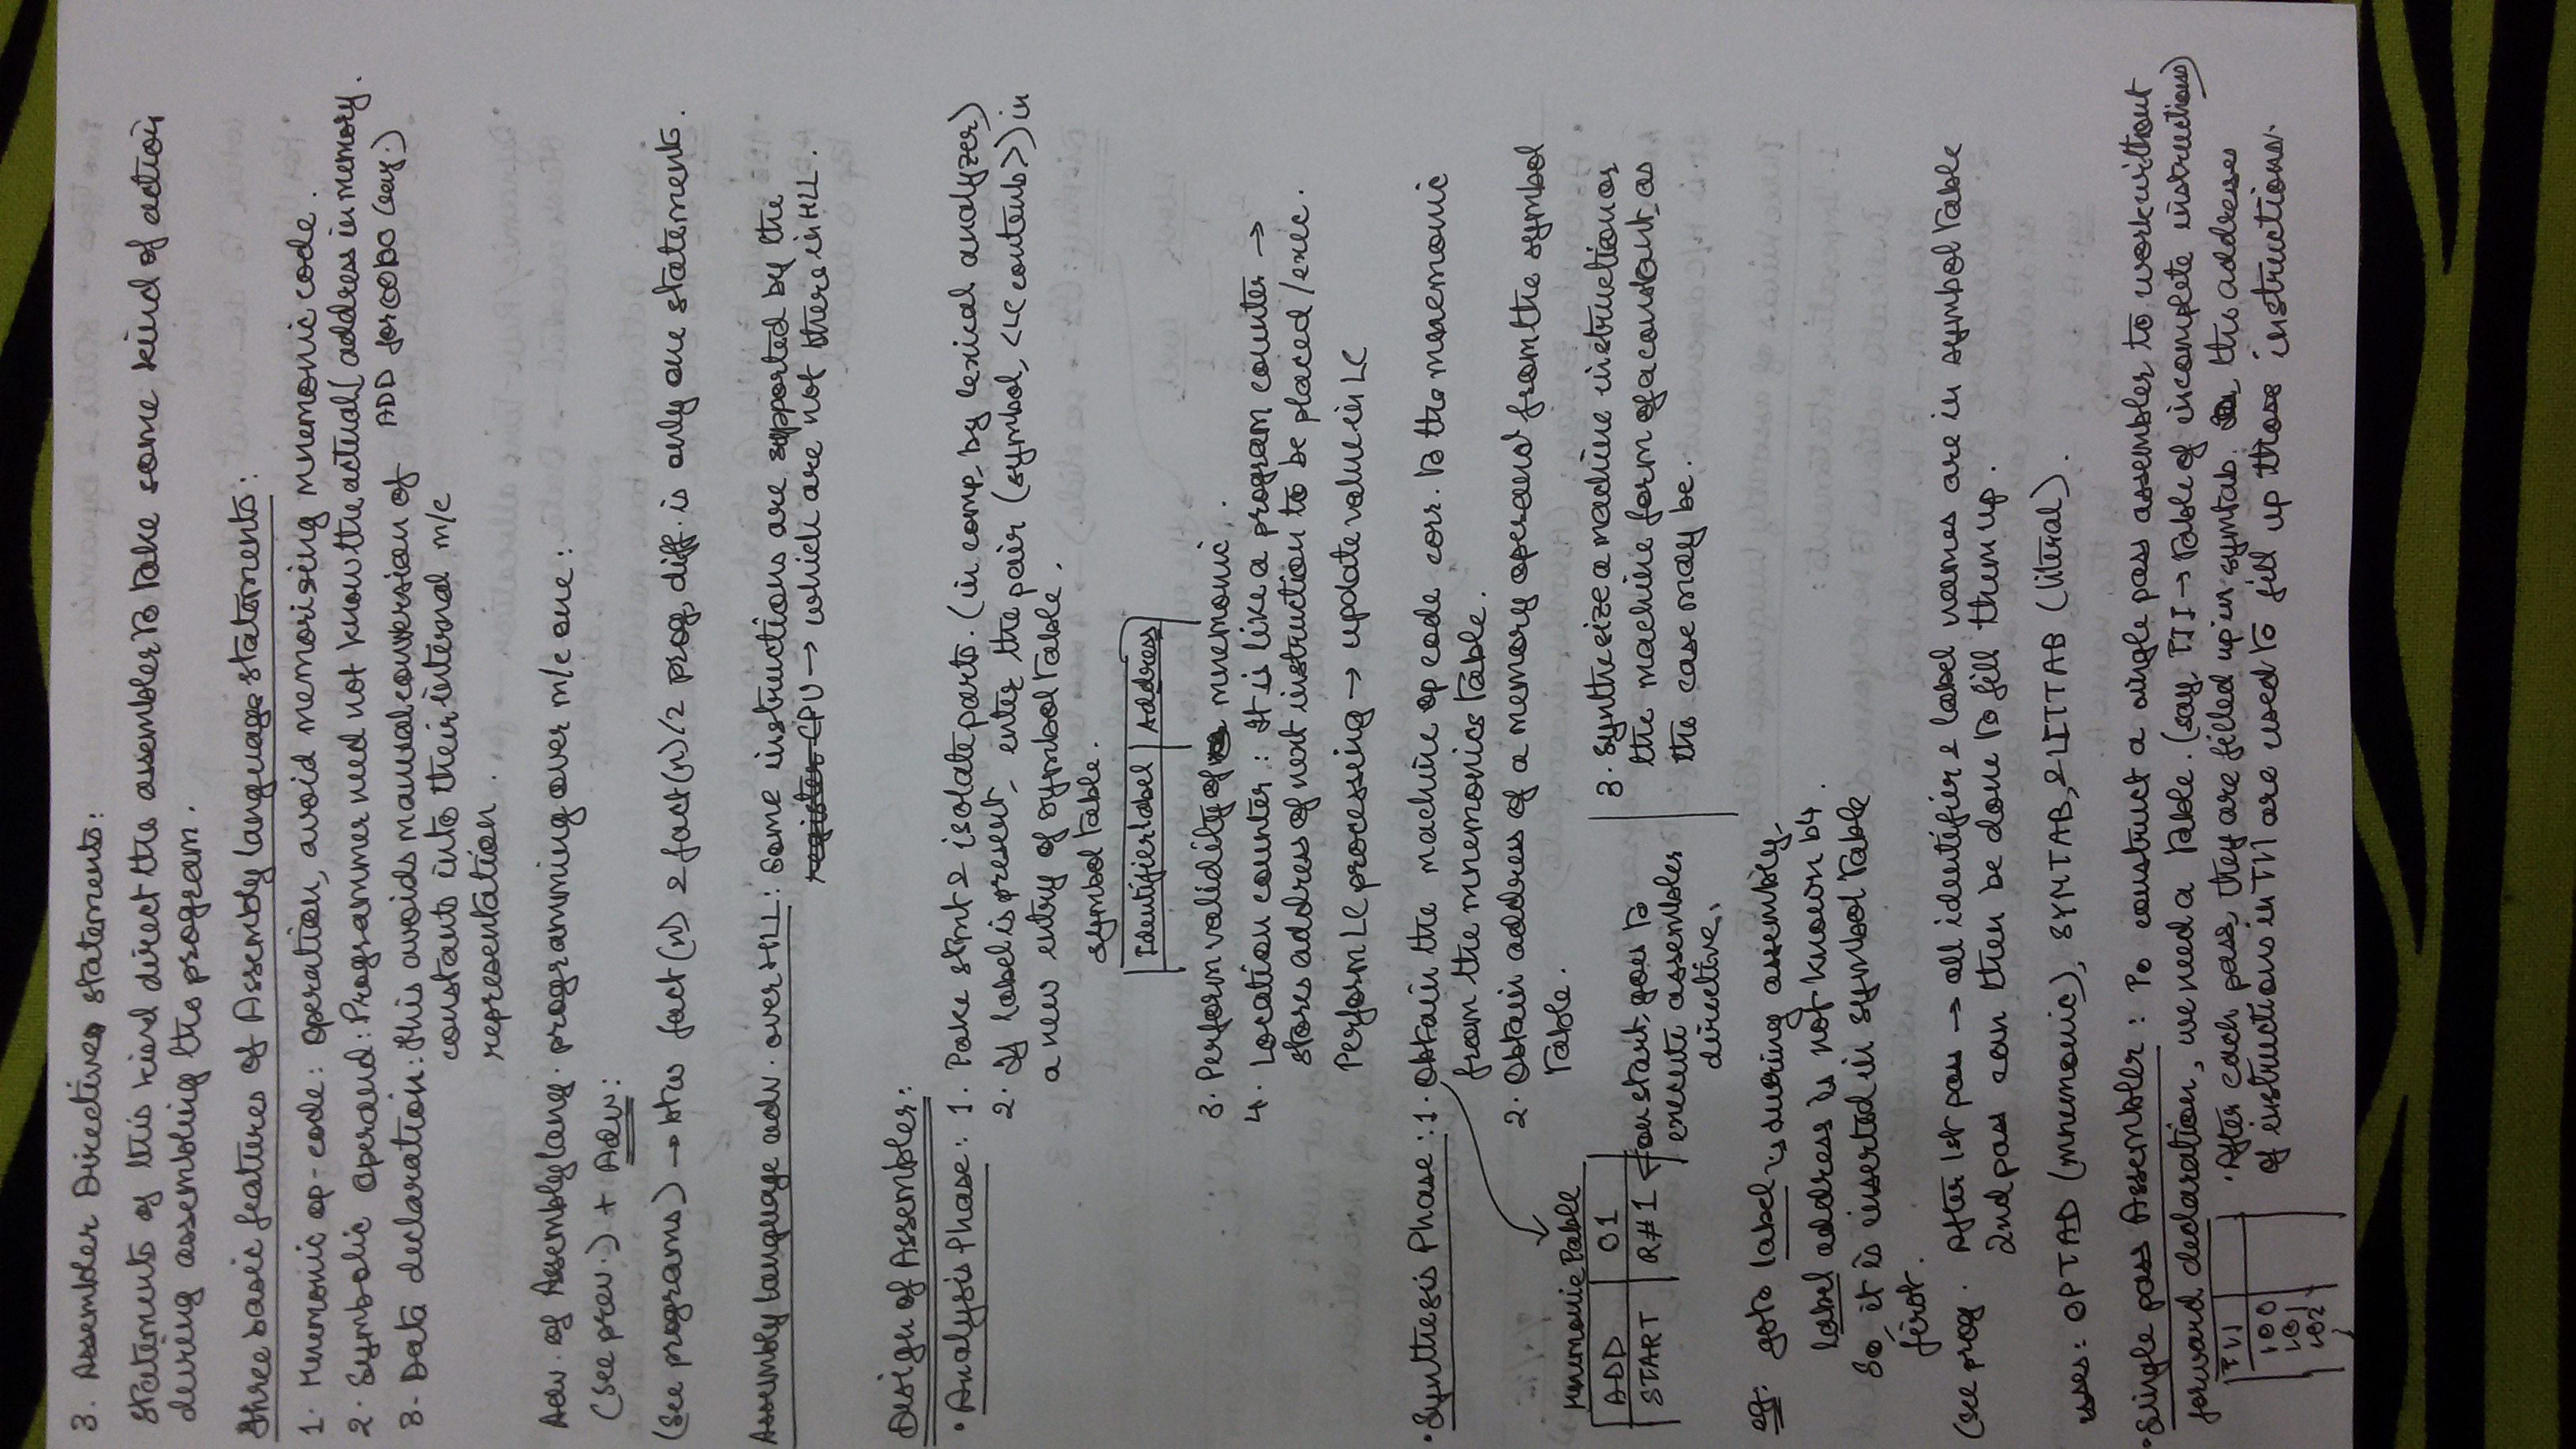 3. Assembler Directives statements:
Statements of this kind direct the assembler to take some kind of action
during assembling the program.
Three basic features of Assembly language statements:
1. Mnemonic op-code: operation, avoid memorising mnemonic code.
2. Symbolic operand: Programmer need not know the actual address in memory.
ADD for 0000 (say.)
3. Data declaration: This avoids manual conversion of
constants into their internal m/c
representation.
Adv. of Assembly lang. programming over m/c one:
(See prev.) + Adv:
(See programs) → btw fact(n) & fact(n)/2 prog, diff. is only one statement.
Assembly language adv. over HLL: Some instructions are supported by the
register CPU → which are not there in HLL.
Design of Assembler:
• Analysis Phase: 1. Take stmt & isolate parts. (in comp, by lexical analyzer)
2. If label is present, enter the pair (symbol, <LC contents>) in
a new entry of symbol table.
symbol table.
Identifier label | Address
3. Perform validity of mnemonic.
4. Location counter: It is like a program counter →
stores address of next instruction to be placed/exec.
Perform LC processing → update value in LC
• Synthesis Phase: 1. Obtain the machine op code corr. to the mnemonic
from the mnemonics table.
2. Obtain address of a memory operand from the symbol
table.
Mnemonic Table
ADD | 01
START | R#1 on start, goes to
execute assembler
directive.
3. Synthesize a machine instruction or
the machine form of a constant, as
the case may be.
eg: goto label is during assembly
label address is not known b4.
So, it is inserted in symbol table
first.
(See prog. After 1st pass → all identifier & label names are in symbol table
2nd pass can then be done to fill them up.
uses: OPTAB (mnemonic), SYMTAB, & LITTAB (literal).
• Single pass Assembler: To construct a single pass assembler to work without
forward declaration, we need a table. (say, TII → table of incomplete instructions)
TII
100
101
102
• After each pass, they are filled up in symtab. So, the addresses
of instructions in TII are used to fill up those instructions.